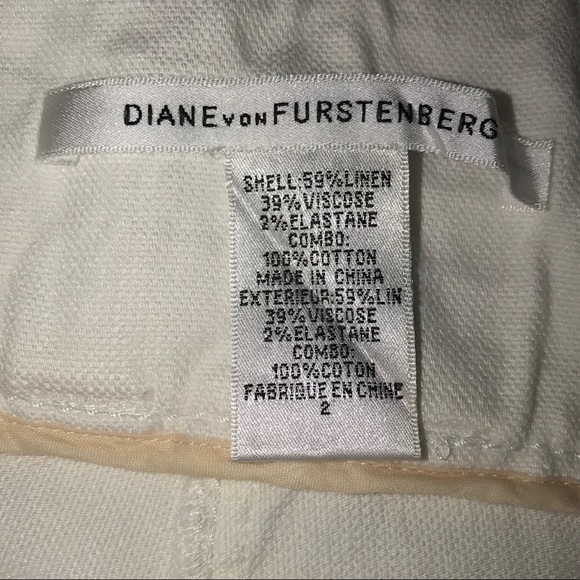 DIANE VON FURSTENBERG
SHELL:59%LINEN
39%VISCOSE
2%ELASTANE
COMBO:
100%COTTON
MADE IN CHINA
EXTERIEUR:59%LIN
39%VISCOSE
2%ELASTANE
COMBO:
100%COTON
FABRIQUE EN CHINE
2